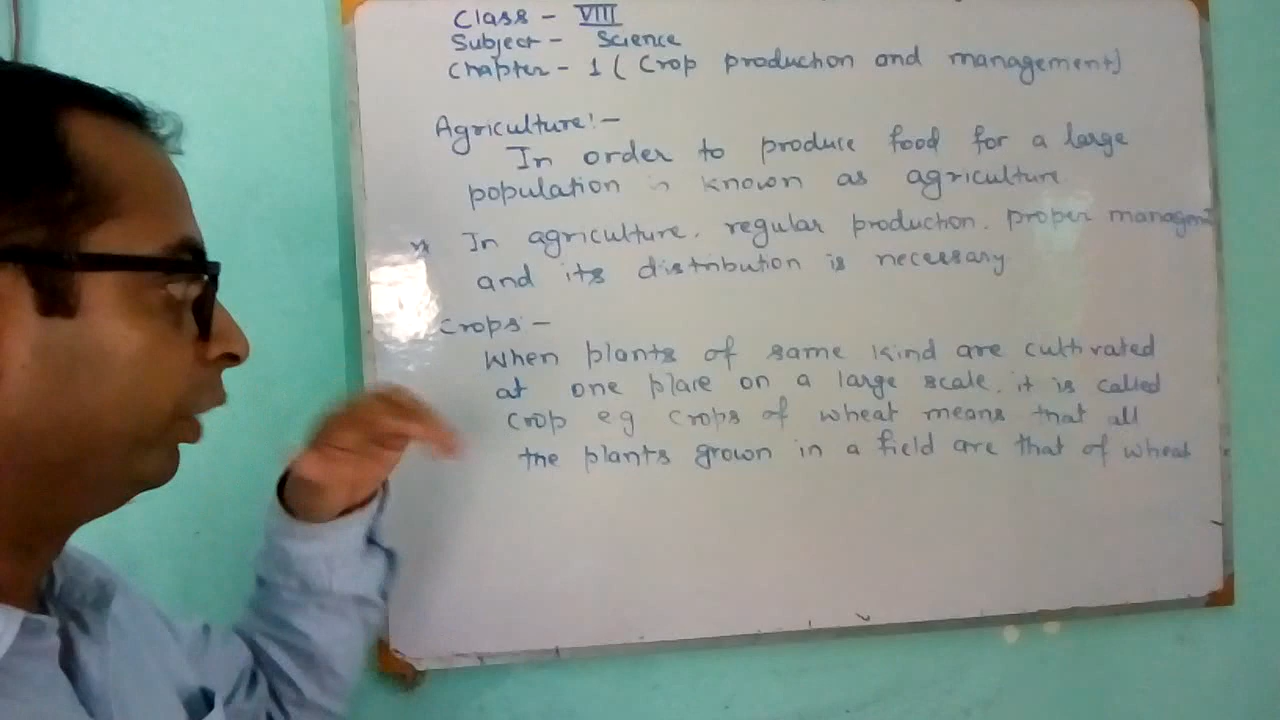 Class - VIII
Subject - Science
Chapter - 1 ( Crop production and management)
Agriculture:-
In order to produce food for a large
population is known as agriculture
* In agriculture, regular production, proper managment
and its distribution is necessary
Crops:-
When plants of same kind are cultivated
at one place on a large scale, it is called
crop eg crops of wheat means that all
the plants grown in a field are that of wheat